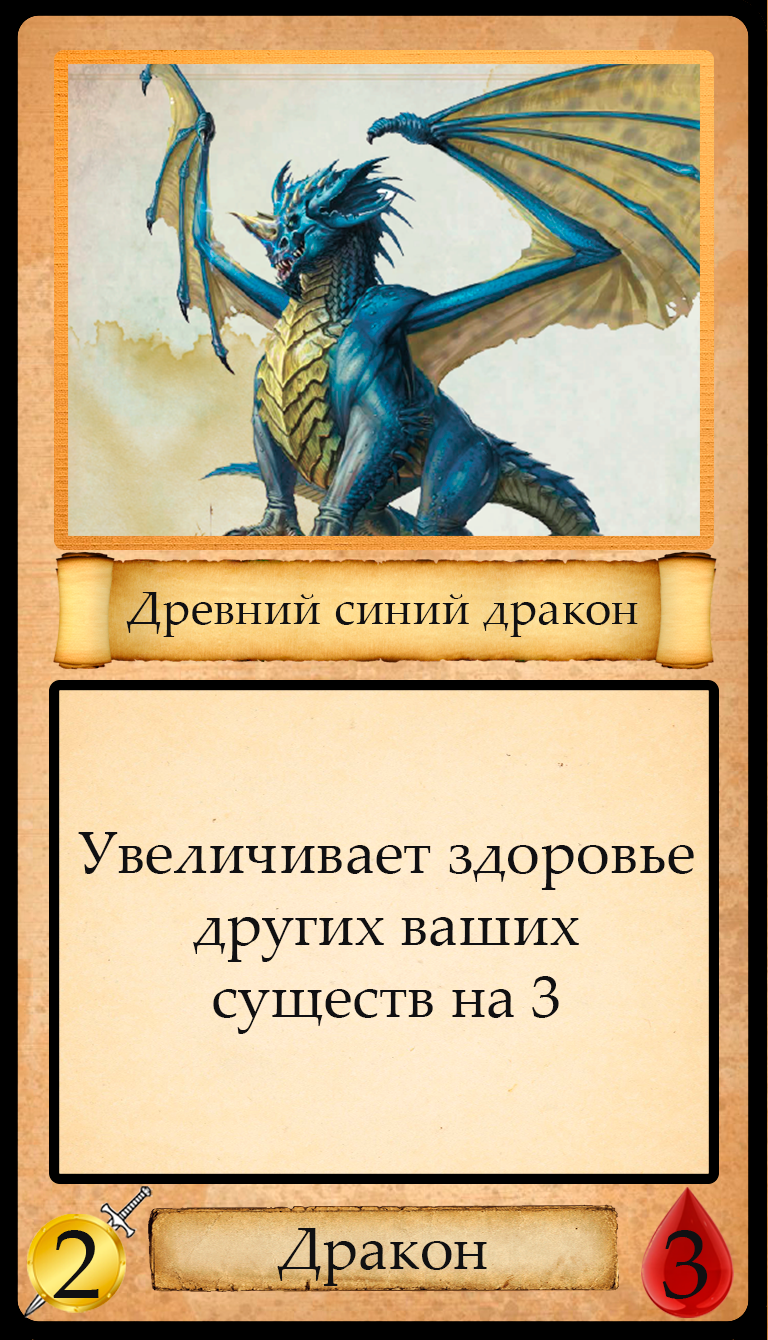 Древний синий дракон
Увеличивает здоровье
других ваших
существ на 3
2
Дракон
3